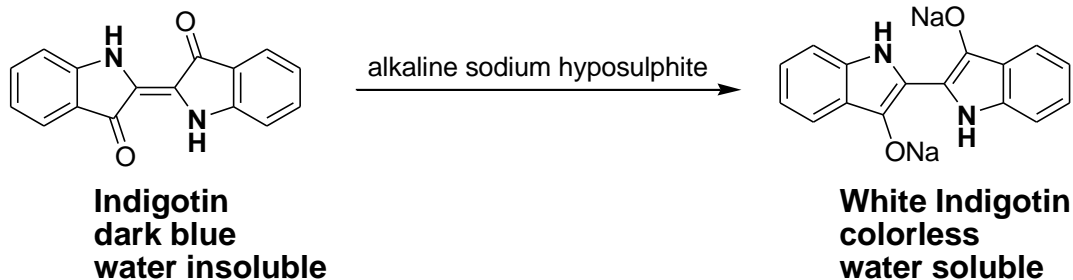 O
H
N
N
H
O
alkaline sodium hyposulphite
NaO
H
N
N
H
ONa
Indigotin
dark blue
water insoluble
White Indigotin
colorless
water soluble